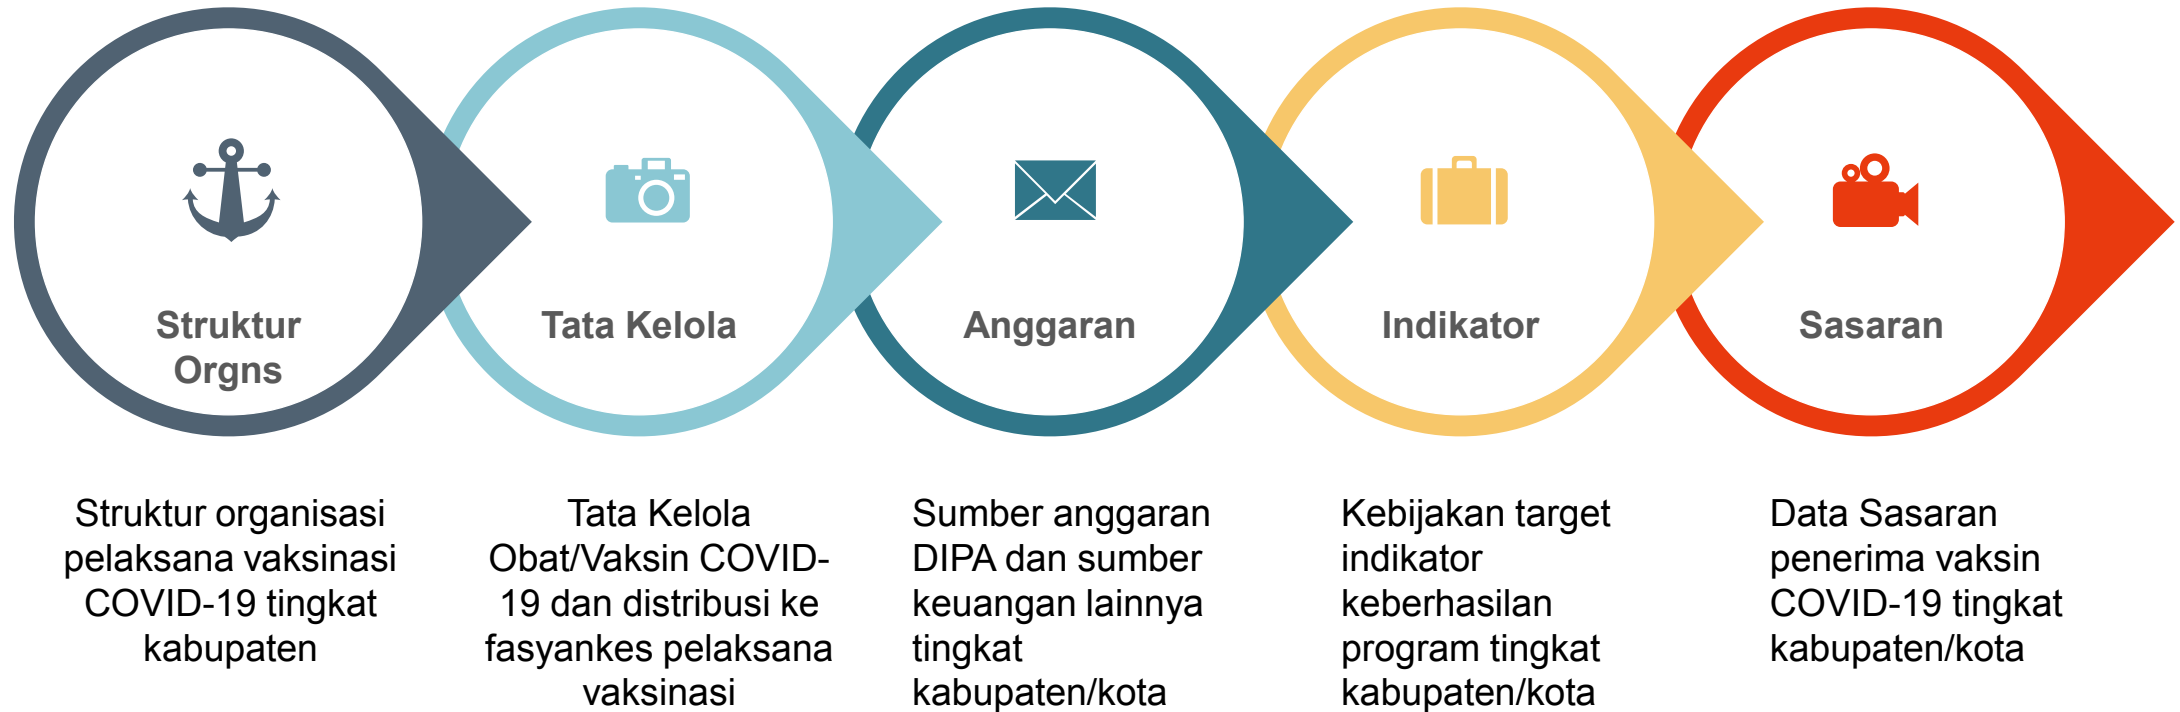 Struktur
Orgns
Tata Kelola
Anggaran
Indikator
Sasaran
Struktur organisasi
pelaksana vaksinasi
COVID-19 tingkat
kabupaten
Tata Kelola
Obat/Vaksin COVID-
19 dan distribusi ke
fasyankes pelaksana
vaksinasi
Sumber anggaran
DIPA dan sumber
keuangan lainnya
tingkat
kabupaten/kota
Kebijakan target
indikator
keberhasilan
program tingkat
kabupaten/kota
Data Sasaran
penerima vaksin
COVID-19 tingkat
kabupaten/kota